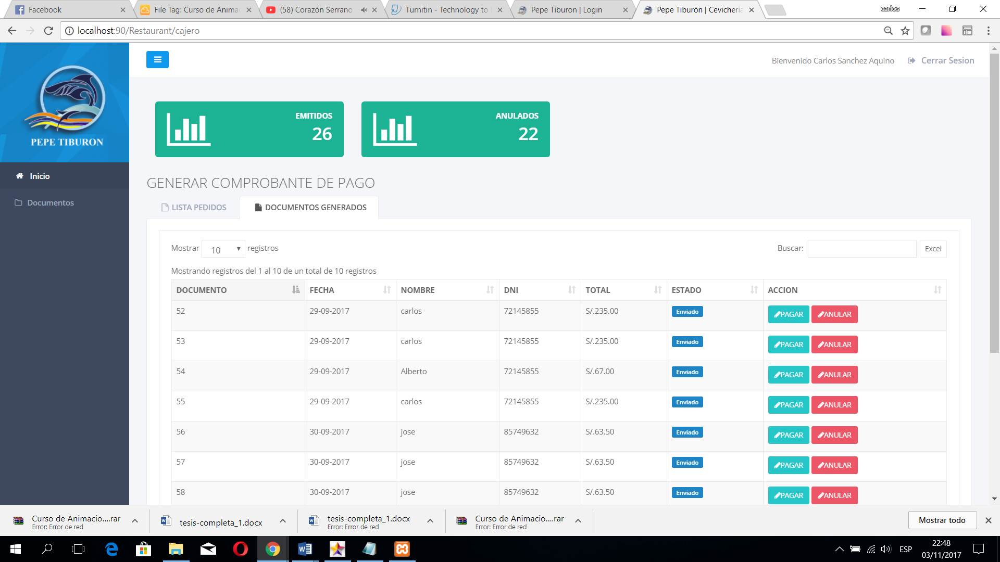 Facebook
File Tag: Curso de Anima
(58) Corazón Serrano
Turnitin - Technology to
Pepe Tiburon | Login
Pepe Tiburón | Cevicheria
carlos
localhost:90/Restaurant/cajero
PEPE TIBURON
Bienvenido Carlos Sanchez Aquino
Cerrar Sesion
Inicio
Documentos
EMITIDOS
26
ANULADOS
22
GENERAR COMPROBANTE DE PAGO
LISTA PEDIDOS
DOCUMENTOS GENERADOS
Mostrar 10 registros
Buscar:
Excel
Mostrando registros del 1 al 10 de un total de 10 registros
DOCUMENTO FECHA NOMBRE DNI TOTAL ESTADO ACCION
52 29-09-2017 carlos 72145855 S/.235.00 Enviado PAGAR ANULAR
53 29-09-2017 carlos 72145855 S/.235.00 Enviado PAGAR ANULAR
54 29-09-2017 Alberto 72145855 S/.67.00 Enviado PAGAR ANULAR
55 29-09-2017 carlos 72145855 S/.235.00 Enviado PAGAR ANULAR
56 30-09-2017 jose 85749632 S/.63.50 Enviado PAGAR ANULAR
57 30-09-2017 jose 85749632 S/.63.50 Enviado PAGAR ANULAR
58 30-09-2017 jose 85749632 S/.63.50 Enviado PAGAR ANULAR
Curso de Animacio....rar
Error: Error de red
tesis-completa_1.docx
tesis-completa_1.docx
Error: Error de red
Curso de Animacio....rar
Error: Error de red
Mostrar todo
ESP
22:48
03/11/2017